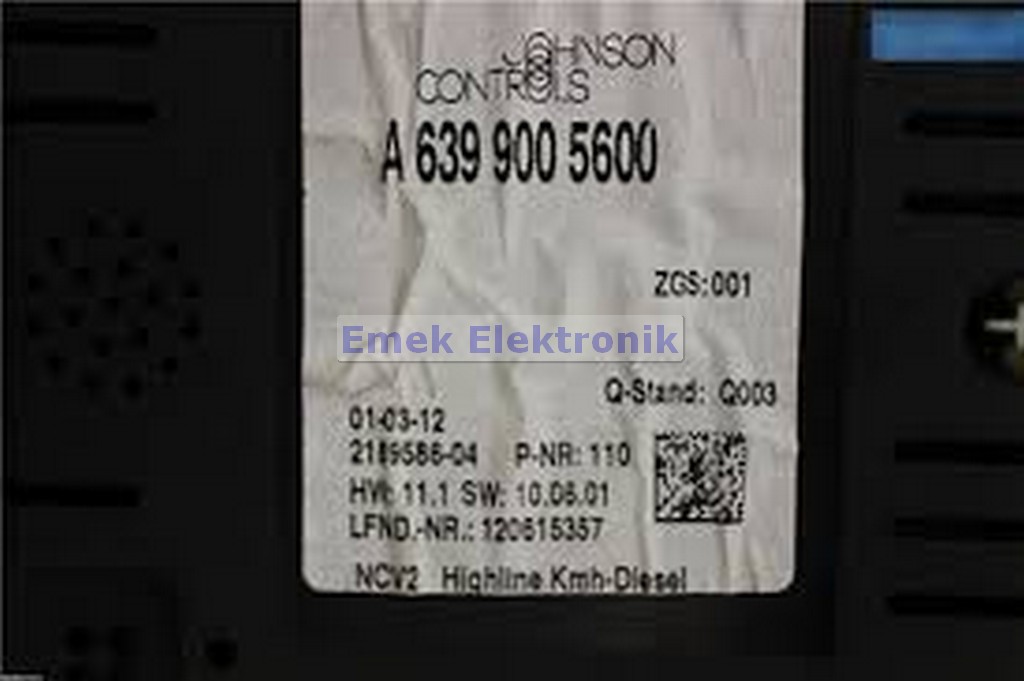 JOHNSON
CONTROLS
A 639 900 5600
ZGS:001
Emek Elektronik
Q-Stand: Q003
01-03-12
2189586-04 P-NR: 110
HW: 11.1 SW: 10.06.01
LFND.-NR.: 120615357
NCV2 Highline Kmh-Diesel